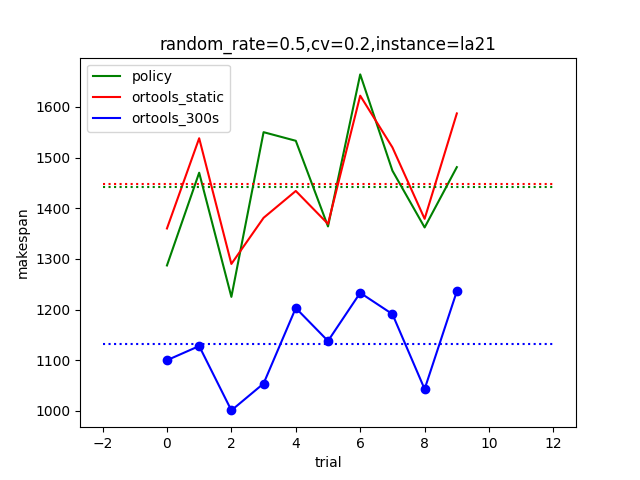 random_rate=0.5,cv=0.2,instance=la21
policy
ortools_static
ortools_300s
1600
1500
1400
1300
1200
1100
1000
makespan
−2
0
2
4
6
8
10
12
trial